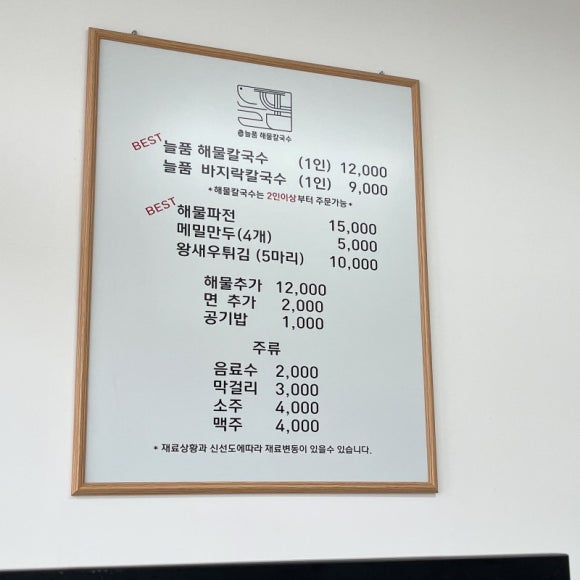 늘품 해물칼국수
BEST 늘품 해물칼국수 (1인) 12,000
늘품 바지락칼국수 (1인) 9,000
*해물칼국수는 2인이상부터 주문가능*
BEST 해물파전 15,000
메밀만두(4개) 5,000
왕새우튀김 (5마리) 10,000
해물추가 12,000
면 추가 2,000
공기밥 1,000
주류
음료수 2,000
막걸리 3,000
소주 4,000
맥주 4,000
* 재료상황과 신선도에따라 재료변동이 있을수 있습니다.